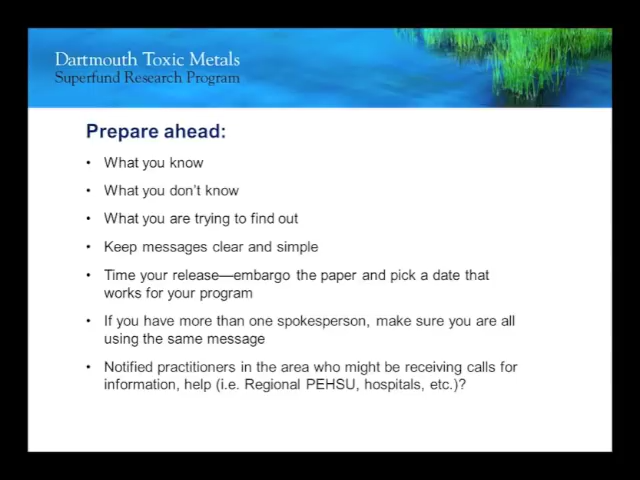 Dartmouth Toxic Metals
Superfund Research Program
Prepare ahead:
• What you know
• What you don't know
• What you are trying to find out
• Keep messages clear and simple
• Time your release—embargo the paper and pick a date that
works for your program
• If you have more than one spokesperson, make sure you are all
using the same message
• Notified practitioners in the area who might be receiving calls for
information, help (i.e. Regional PEHSU, hospitals, etc.)?